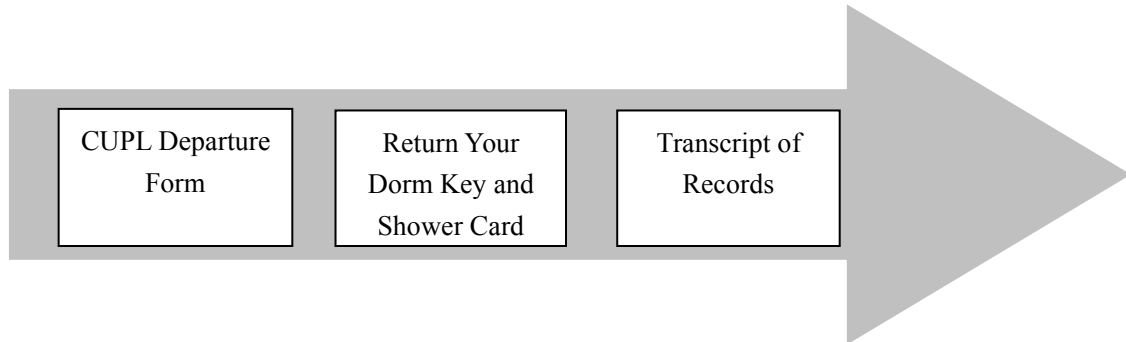 CUPL Departure
Form
Return Your
Dorm Key and
Shower Card
Transcript of
Records